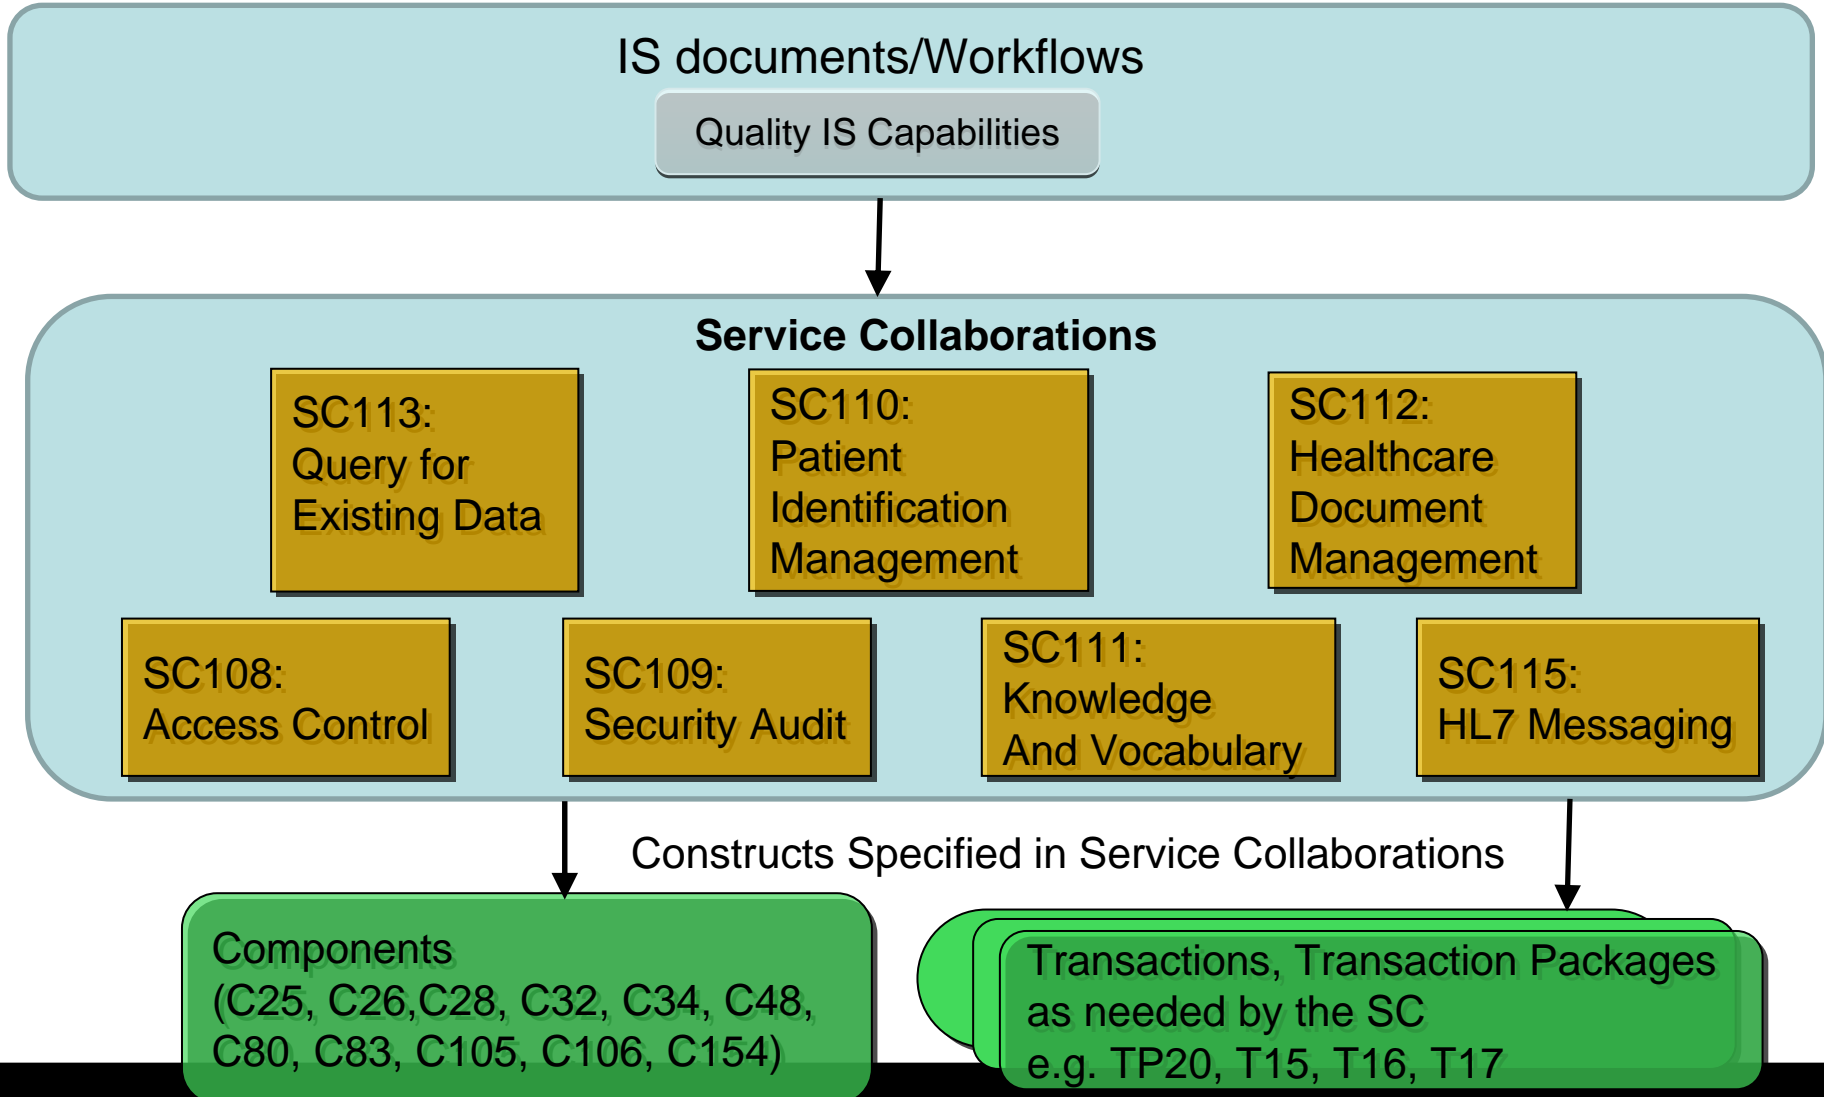 IS documents/Workflows
Quality IS Capabilities
Service Collaborations
SC113:
Query for
Existing Data
SC110:
Patient
Identification
Management
SC112:
Healthcare
Document
Management
SC108:
Access Control
SC109:
Security Audit
SC111:
Knowledge
And Vocabulary
SC115:
HL7 Messaging
Constructs Specified in Service Collaborations
Components
(C25, C26,C28, C32, C34, C48,
C80, C83, C105, C106, C154)
Transactions, Transaction Packages
as needed by the SC
e.g. TP20, T15, T16, T17